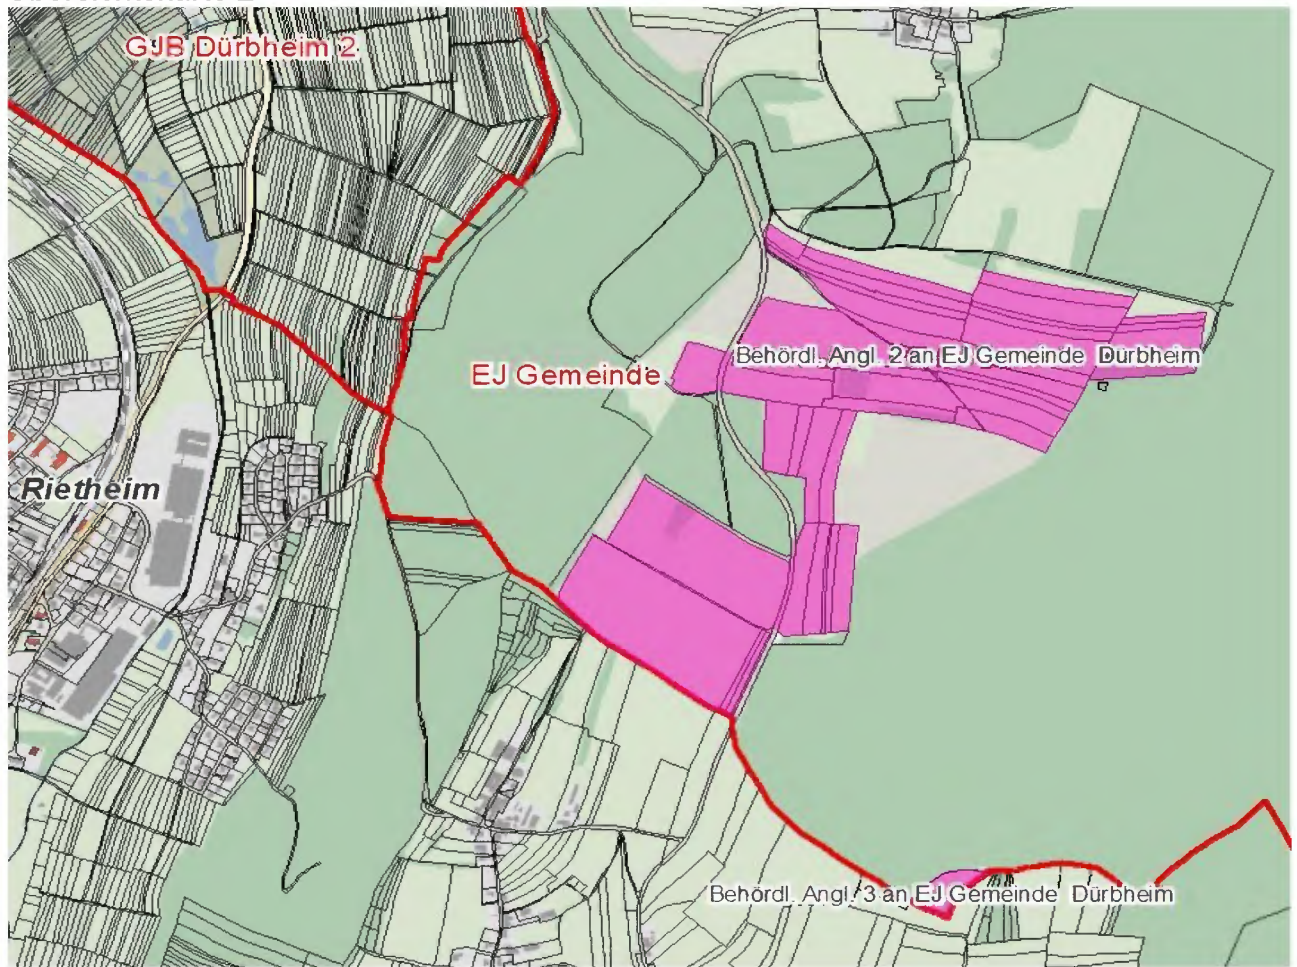 GJB Dürbheim 2
Behördl. Angl. 2 an EJ Gemeinde Dürbheim
EJ Gemeinde
Rietheim
Behördl. Angl. 3 an EJ Gemeinde Dürbheim